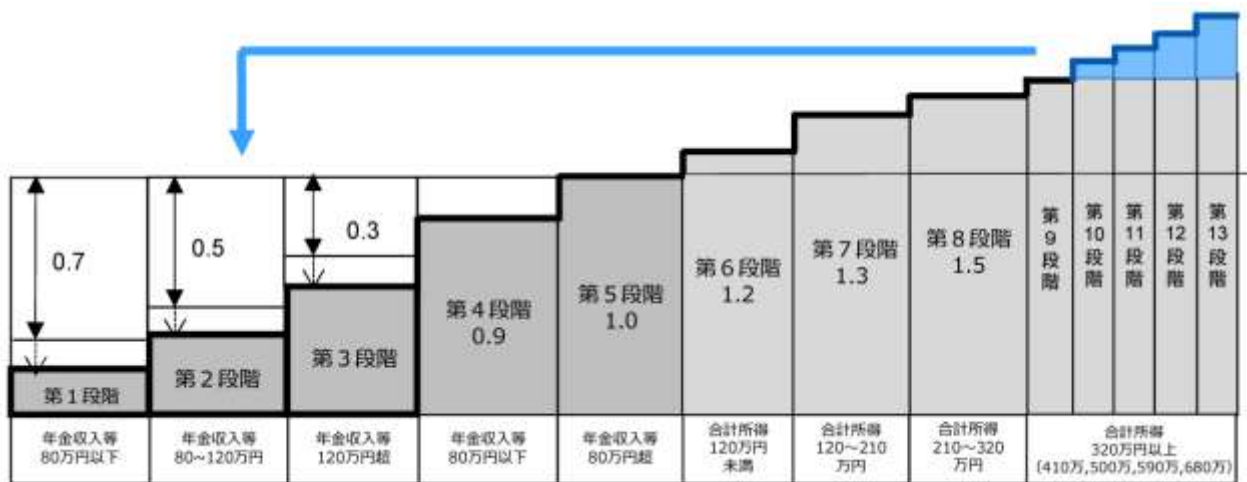 0.7
0.5
0.3
第1段階
第2段階
第3段階
第4段階
0.9
第5段階
1.0
第6段階
1.2
第7段階
1.3
第8段階
1.5
第9段階
第10段階
第11段階
第12段階
第13段階
年金収入等
80万円以下
年金収入等
80~120万円
年金収入等
120万円超
年金収入等
80万円以下
年金収入等
80万円超
合計所得
120万円
未満
合計所得
120~210
万円
合計所得
210~320
万円
合計所得
320万円以上
(410万,500万,590万,680万)